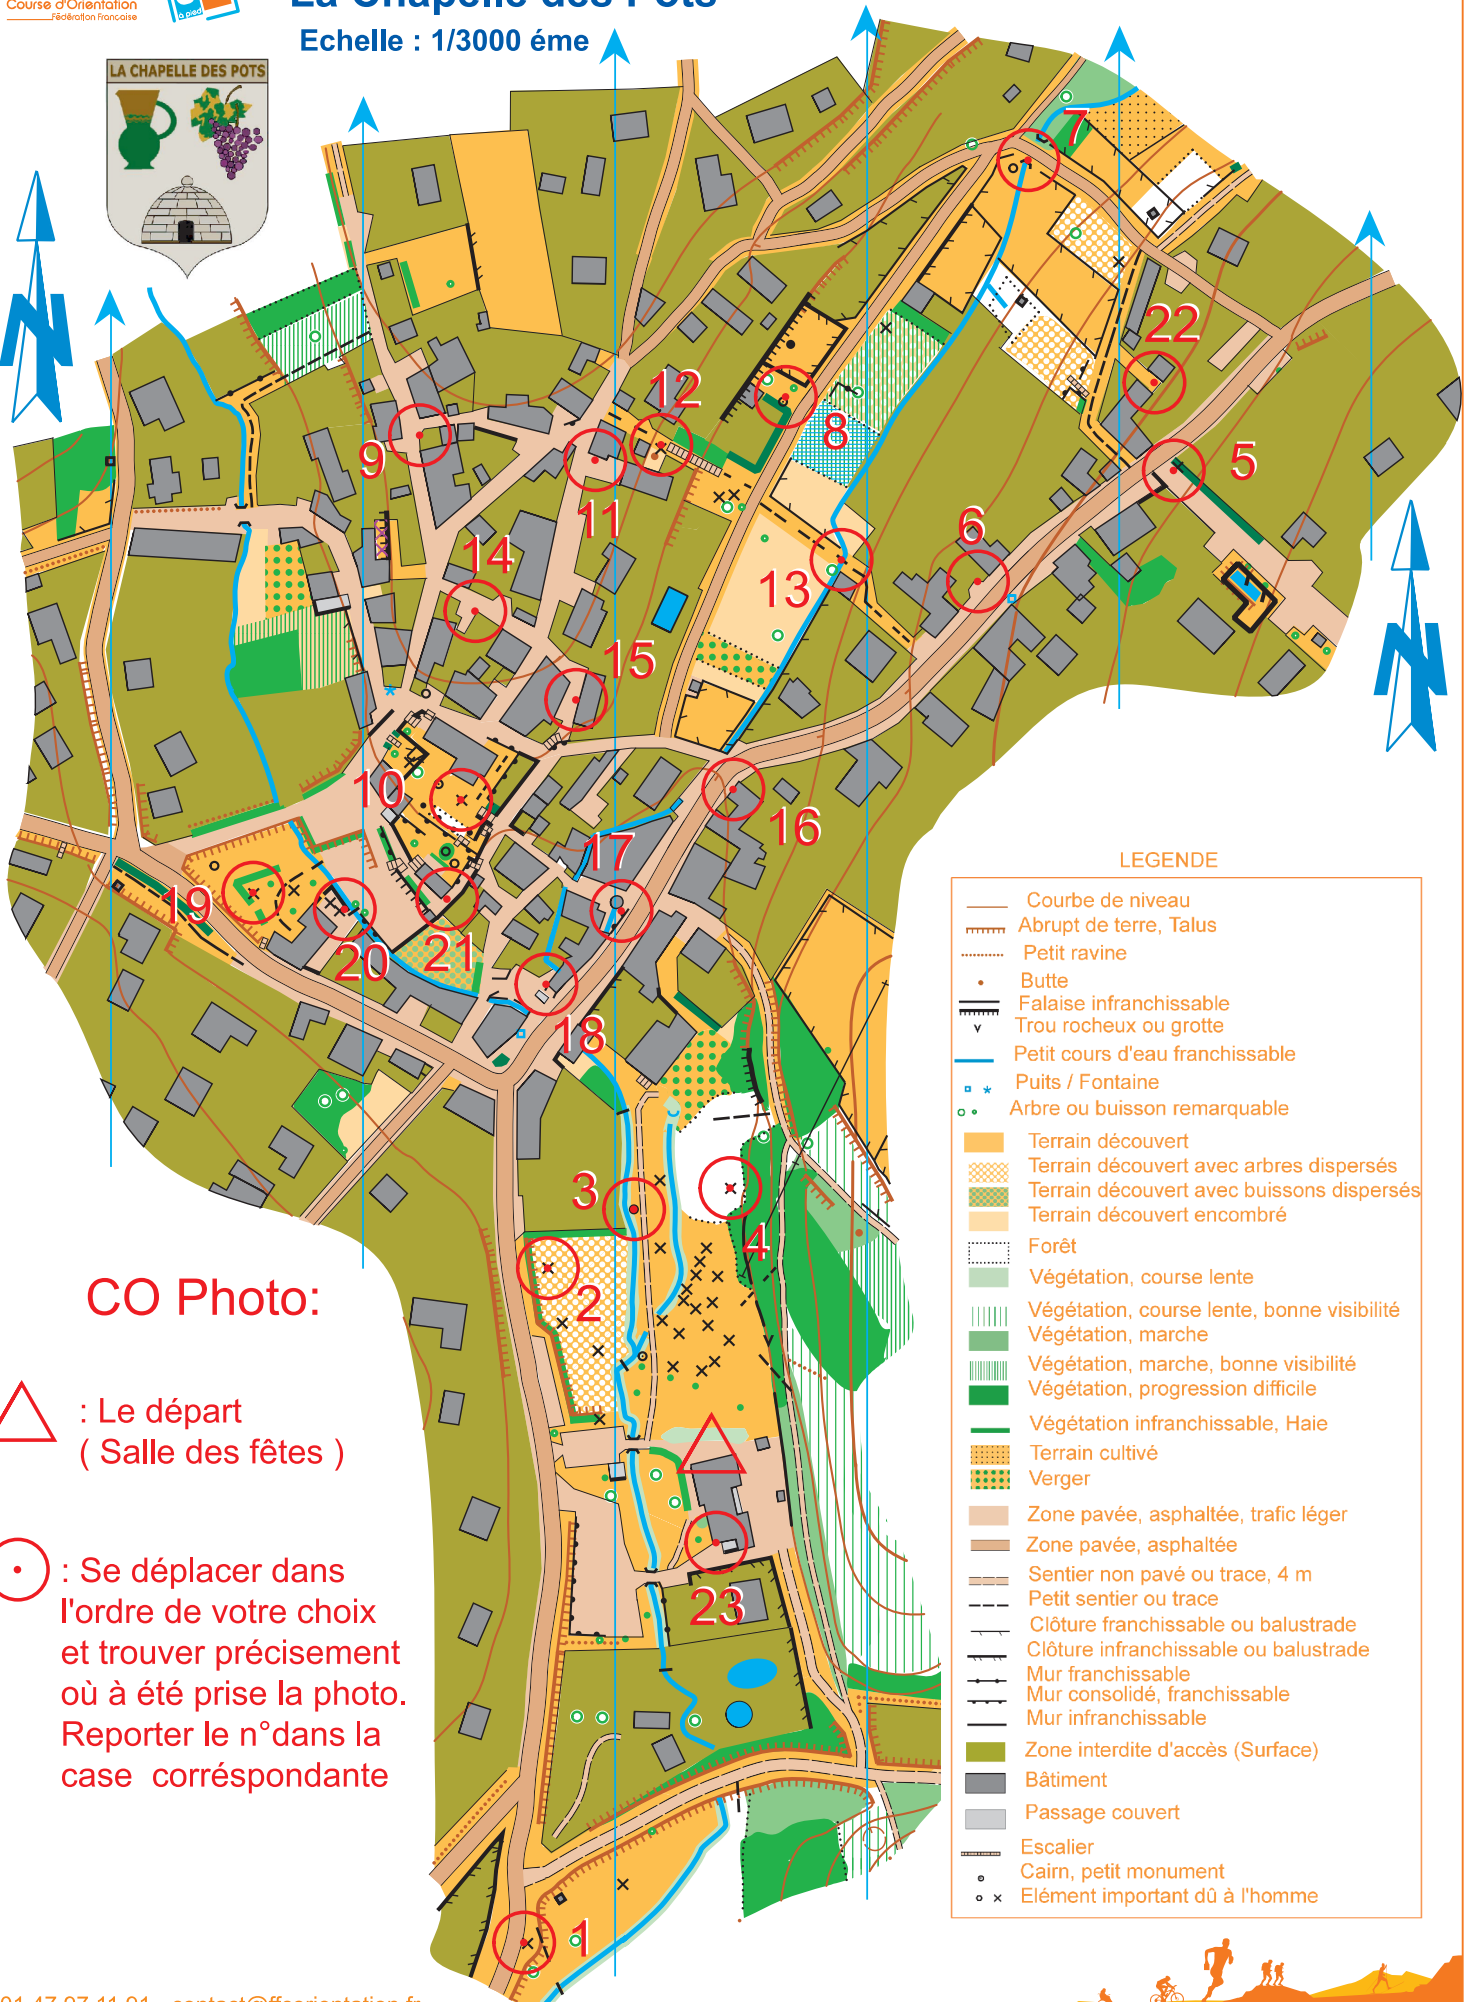 Course d'Orientation
Fédération Française
à pied
La Chapelle des Pots
Echelle : 1/3000 éme
LA CHAPELLE DES POTS
N
N
7
22
12
8
9
5
11
6
14
13
15
10
16
17
19
20
21
18
3
4
2
23
1
CO Photo:
: Le départ
( Salle des fêtes )
: Se déplacer dans
l'ordre de votre choix
et trouver précisement
où à été prise la photo.
Reporter le n°dans la
case corréspondante
LEGENDE
Courbe de niveau
Abrupt de terre, Talus
Petit ravine
Butte
Falaise infranchissable
Trou rocheux ou grotte
Petit cours d'eau franchissable
Puits / Fontaine
Arbre ou buisson remarquable
Terrain découvert
Terrain découvert avec arbres dispersés
Terrain découvert avec buissons dispersés
Terrain découvert encombré
Forêt
Végétation, course lente
Végétation, course lente, bonne visibilité
Végétation, marche
Végétation, marche, bonne visibilité
Végétation, progression difficile
Végétation infranchissable, Haie
Terrain cultivé
Verger
Zone pavée, asphaltée, trafic léger
Zone pavée, asphaltée
Sentier non pavé ou trace, 4 m
Petit sentier ou trace
Clôture franchissable ou balustrade
Clôture infranchissable ou balustrade
Mur franchissable
Mur consolidé, franchissable
Mur infranchissable
Zone interdite d'accès (Surface)
Bâtiment
Passage couvert
Escalier
Cairn, petit monument
Elément important dû à l'homme